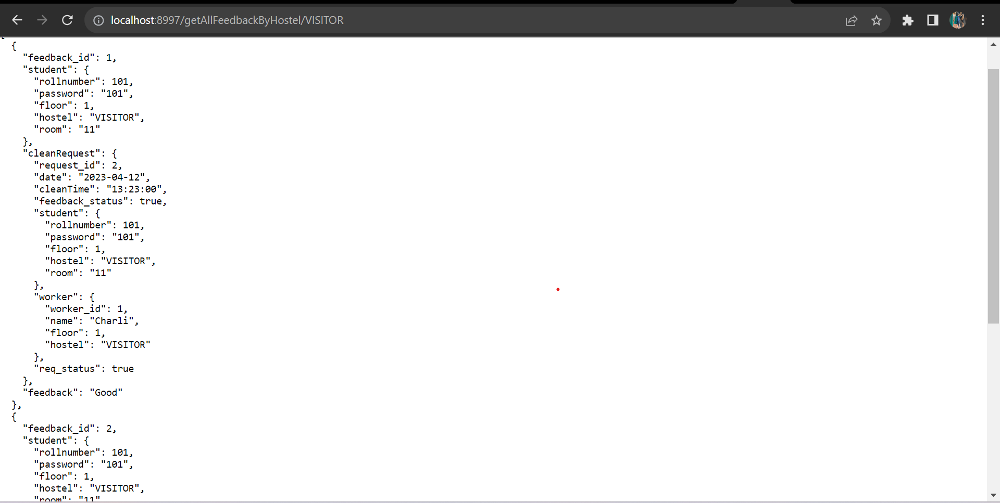 localhost:8997/getAllFeedbackByHostel/VISITOR
{
"feedback_id": 1,
"student": {
"rollnumber": 101,
"password": "101",
"floor": 1,
"hostel": "VISITOR",
"room": "11"
},
"cleanRequest": {
"request_id": 2,
"date": "2023-04-12",
"cleanTime": "13:23:00",
"feedback_status": true,
"student": {
"rollnumber": 101,
"password": "101",
"floor": 1,
"hostel": "VISITOR",
"room": "11"
},
"worker": {
"worker_id": 1,
"name": "Charli",
"floor": 1,
"hostel": "VISITOR"
},
"req_status": true
},
"feedback": "Good"
},
{
"feedback_id": 2,
"student": {
"rollnumber": 101,
"password": "101",
"floor": 1,
"hostel": "VISITOR",
"room": "11"